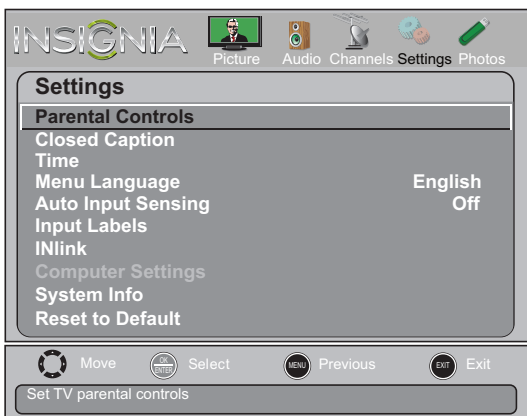 INSIGNIA
Picture Audio Channels Settings Photos
Settings
Parental Controls
Closed Caption
Time
Menu Language English
Auto Input Sensing Off
Input Labels
INlink
Computer Settings
System Info
Reset to Default
Move OK ENTER Select MENU Previous EXIT Exit
Set TV parental controls